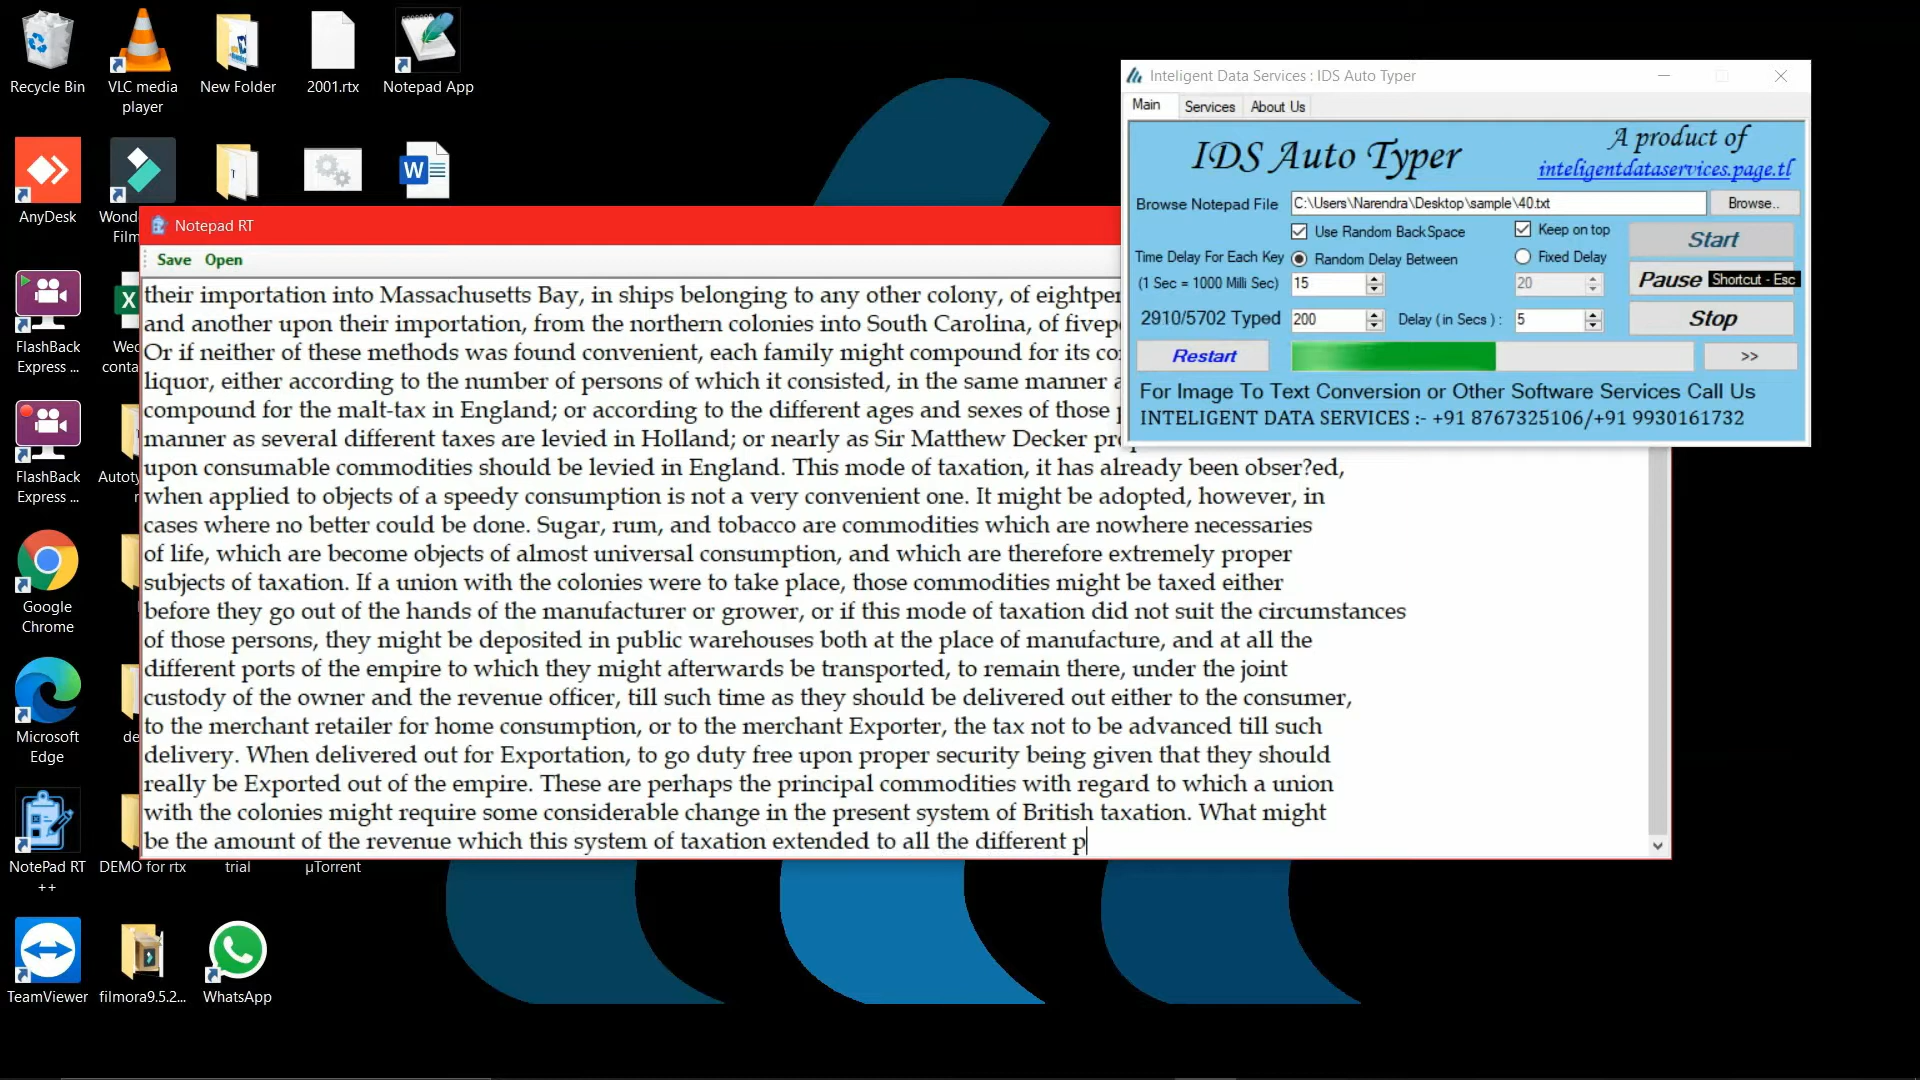 Recycle Bin
VLC media
player
New Folder
2001.rtx
Notepad App
AnyDesk
Wond
Film
FlashBack
Express ...
Wec
conta
FlashBack
Express ...
Autoty
Google
Chrome
Microsoft
Edge
de
NotePad RT
++
DEMO for rtx
trial
µTorrent
TeamViewer
filmora9.5.2...
WhatsApp
Notepad RT
Save Open
their importation into Massachusetts Bay, in ships belonging to any other colony, of eightper
and another upon their importation, from the northern colonies into South Carolina, of fivepe
Or if neither of these methods was found convenient, each family might compound for its co
liquor, either according to the number of persons of which it consisted, in the same manner a
compound for the malt-tax in England; or according to the different ages and sexes of those p
manner as several different taxes are levied in Holland; or nearly as Sir Matthew Decker pro
upon consumable commodities should be levied in England. This mode of taxation, it has already been obser?ed,
when applied to objects of a speedy consumption is not a very convenient one. It might be adopted, however, in
cases where no better could be done. Sugar, rum, and tobacco are commodities which are nowhere necessaries
of life, which are become objects of almost universal consumption, and which are therefore extremely proper
subjects of taxation. If a union with the colonies were to take place, those commodities might be taxed either
before they go out of the hands of the manufacturer or grower, or if this mode of taxation did not suit the circumstances
of those persons, they might be deposited in public warehouses both at the place of manufacture, and at all the
different ports of the empire to which they might afterwards be transported, to remain there, under the joint
custody of the owner and the revenue officer, till such time as they should be delivered out either to the consumer,
to the merchant retailer for home consumption, or to the merchant Exporter, the tax not to be advanced till such
delivery. When delivered out for Exportation, to go duty free upon proper security being given that they should
really be Exported out of the empire. These are perhaps the principal commodities with regard to which a union
with the colonies might require some considerable change in the present system of British taxation. What might
be the amount of the revenue which this system of taxation extended to all the different p
Inteligent Data Services : IDS Auto Typer
Main Services About Us
IDS Auto Typer
A product of
inteligentdataservices.page.tl
Browse Notepad File C:\Users\Narendra\Desktop\sample\40.txt Browse..
Use Random BackSpace Keep on top Start
Time Delay For Each Key Random Delay Between Fixed Delay
(1 Sec = 1000 Milli Sec) 15 20 Pause Shortcut - Esc
2910/5702 Typed 200 Delay ( in Secs ) : 5 Stop
Restart >>
For Image To Text Conversion or Other Software Services Call Us
INTELIGENT DATA SERVICES :- +91 8767325106/+91 9930161732